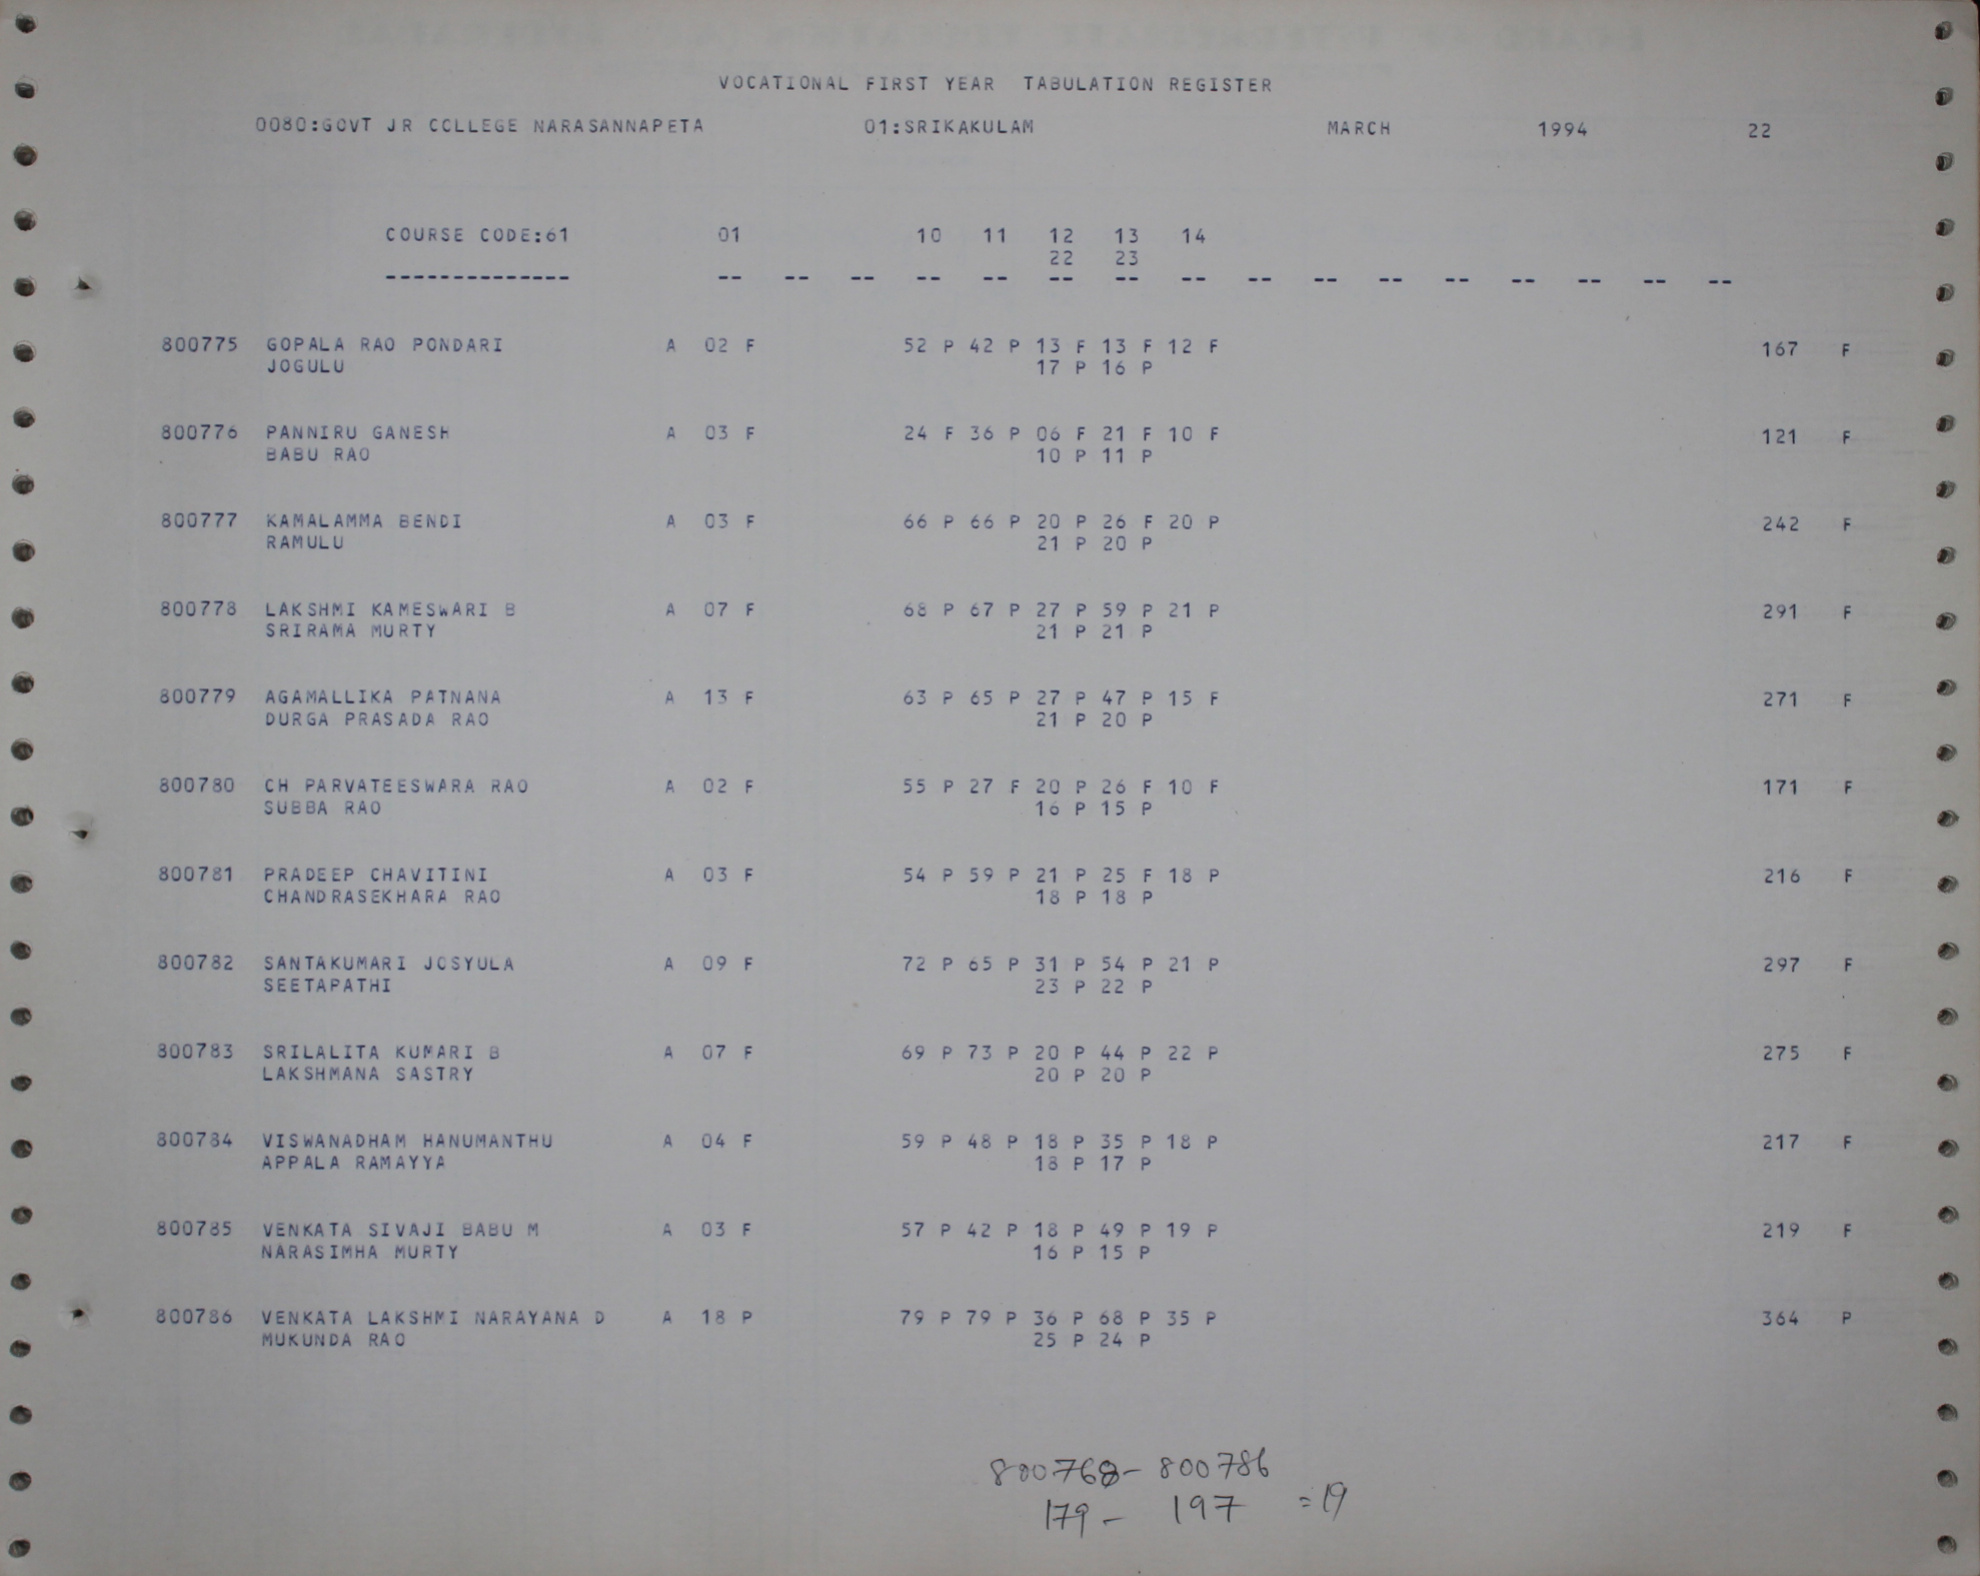 VOCATIONAL FIRST YEAR TABULATION REGISTER
0080:GOVT JR COLLEGE NARASANNAPETA 01:SRIKAKULAM MARCH 1994 22
COURSE CODE:61 01 10 11 12 13 14
22 23
-------------- -- -- -- -- -- -- -- -- -- -- -- -- -- -- -- --
800775 GOPALA RAO PONDARI A 02 F 52 P 42 P 13 F 13 F 12 F 167 F
JOGULU 17 P 16 P
800776 PANNIRU GANESH A 03 F 24 F 36 P 06 F 21 F 10 F 121 F
BABU RAO 10 P 11 P
800777 KAMALAMMA BENDI A 03 F 66 P 66 P 20 P 26 F 20 P 242 F
RAMULU 21 P 20 P
800778 LAKSHMI KAMESWARI B A 07 F 68 P 67 P 27 P 59 P 21 P 291 F
SRIRAMA MURTY 21 P 21 P
800779 AGAMALLIKA PATNANA A 13 F 63 P 65 P 27 P 47 P 15 F 271 F
DURGA PRASADA RAO 21 P 20 P
800780 CH PARVATEESWARA RAO A 02 F 55 P 27 F 20 P 26 F 10 F 171 F
SUBBA RAO 16 P 15 P
800781 PRADEEP CHAVITINI A 03 F 54 P 59 P 21 P 25 F 18 P 216 F
CHANDRASEKHARA RAO 18 P 18 P
800782 SANTAKUMARI JOSYULA A 09 F 72 P 65 P 31 P 54 P 21 P 297 F
SEETAPATHI 23 P 22 P
800783 SRILALITA KUMARI B A 07 F 69 P 73 P 20 P 44 P 22 P 275 F
LAKSHMANA SASTRY 20 P 20 P
800784 VISWANADHAM HANUMANTHU A 04 F 59 P 48 P 18 P 35 P 18 P 217 F
APPALA RAMAYYA 18 P 17 P
800785 VENKATA SIVAJI BABU M A 03 F 57 P 42 P 18 P 49 P 19 P 219 F
NARASIMHA MURTY 16 P 15 P
800786 VENKATA LAKSHMI NARAYANA D A 18 P 79 P 79 P 36 P 68 P 35 P 364 P
MUKUNDA RAO 25 P 24 P
800768 - 800786
179 - 197 = 19